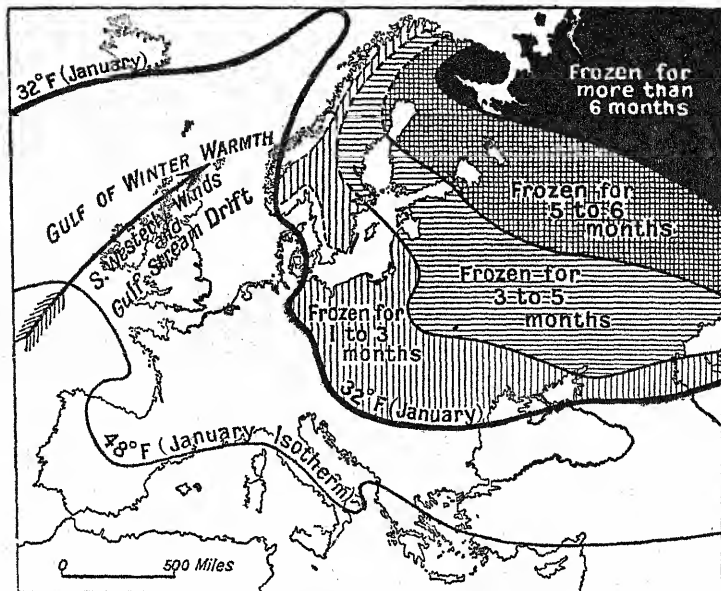 32°F (January)
Frozen for
more than
6 months
GULF OF WINTER WARMTH
S. Westerly Winds
and
Gulf Stream Drift
Frozen for
5 to 6
months
Frozen for
3 to 5
months
Frozen for
1 to 3
months
32°F (January)
48°F (January Isotherm)
0 500 Miles